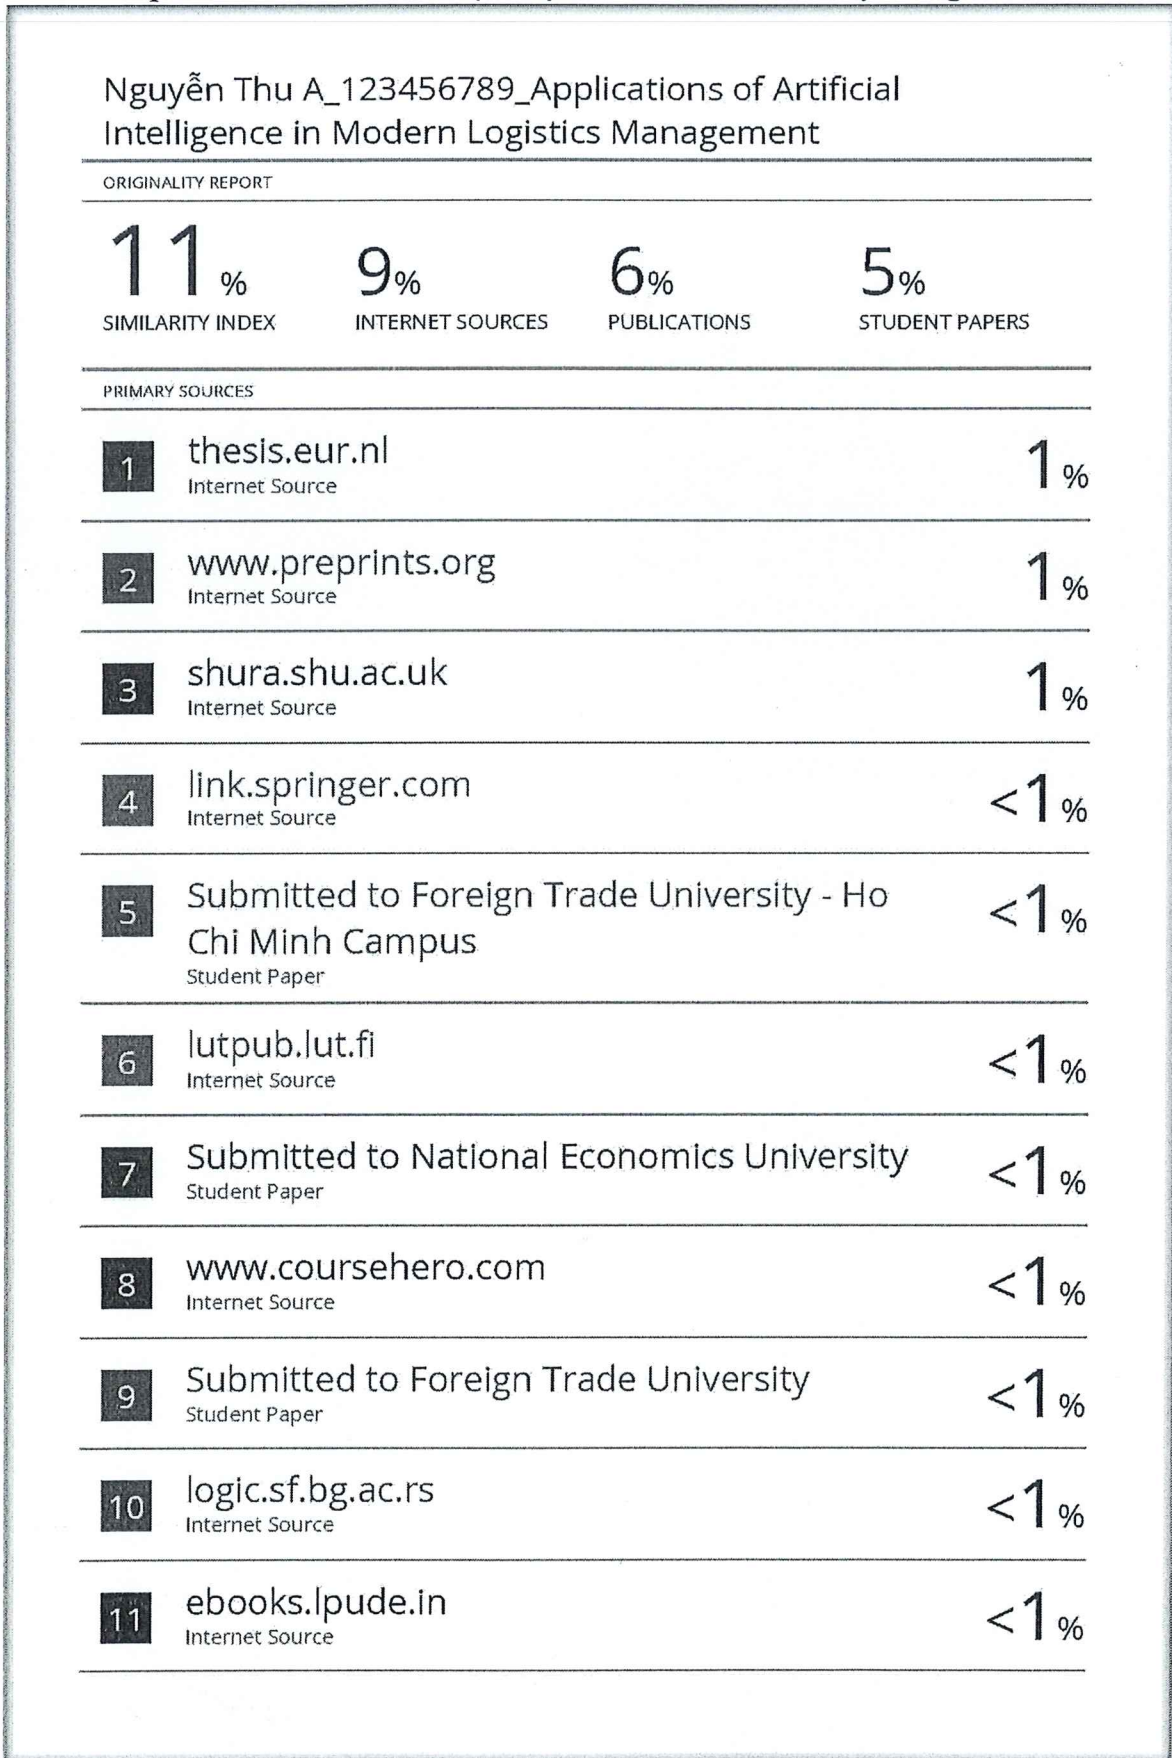 Nguyễn Thu A_123456789_Applications of Artificial
Intelligence in Modern Logistics Management
ORIGINALITY REPORT
11% 9% 6% 5%
SIMILARITY INDEX INTERNET SOURCES PUBLICATIONS STUDENT PAPERS
PRIMARY SOURCES
1 thesis.eur.nl 1%
Internet Source
2 www.preprints.org 1%
Internet Source
3 shura.shu.ac.uk 1%
Internet Source
4 link.springer.com <1%
Internet Source
5 Submitted to Foreign Trade University - Ho <1%
Chi Minh Campus
Student Paper
6 lutpub.lut.fi <1%
Internet Source
7 Submitted to National Economics University <1%
Student Paper
8 www.coursehero.com <1%
Internet Source
9 Submitted to Foreign Trade University <1%
Student Paper
10 logic.sf.bg.ac.rs <1%
Internet Source
11 ebooks.lpude.in <1%
Internet Source